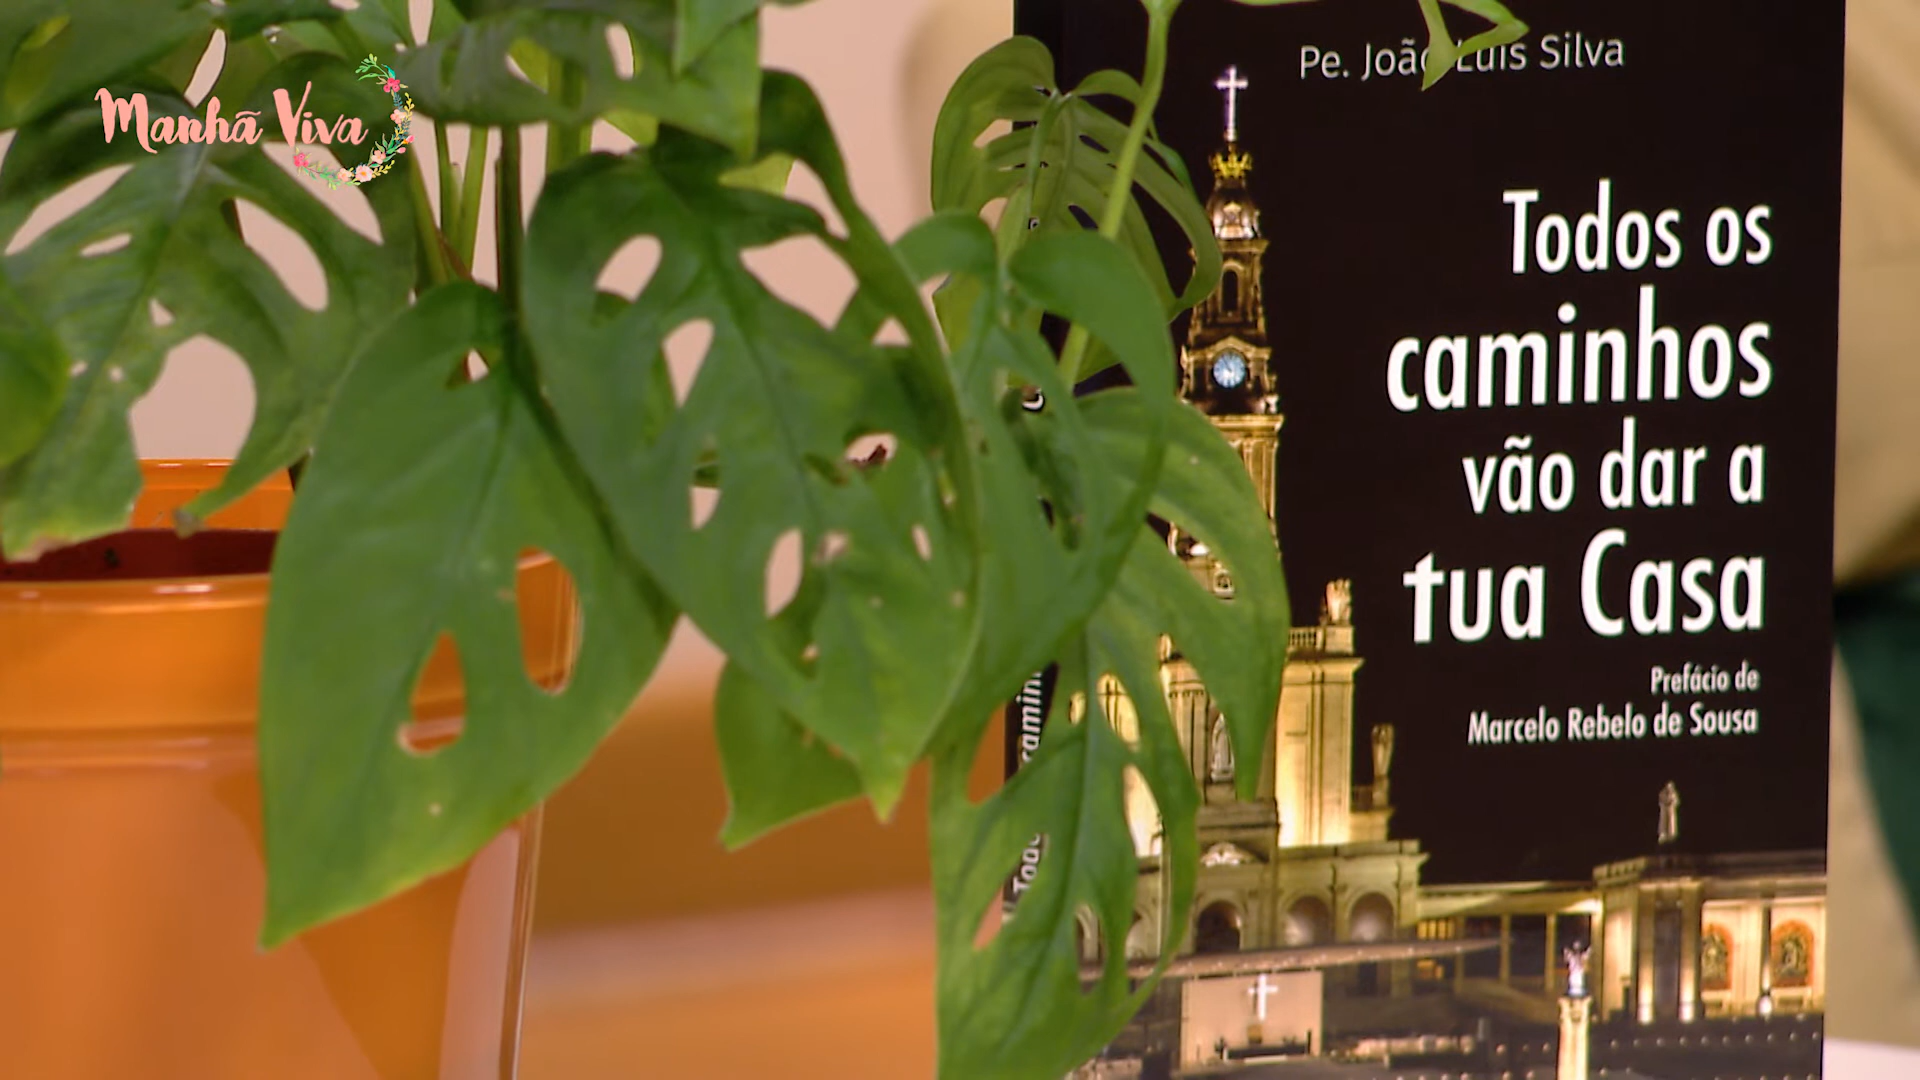 Manhã Viva
Pe. João Luís Silva
Todos os
caminhos
vão dar a
tua Casa
Prefácio de
Marcelo Rebelo de Sousa